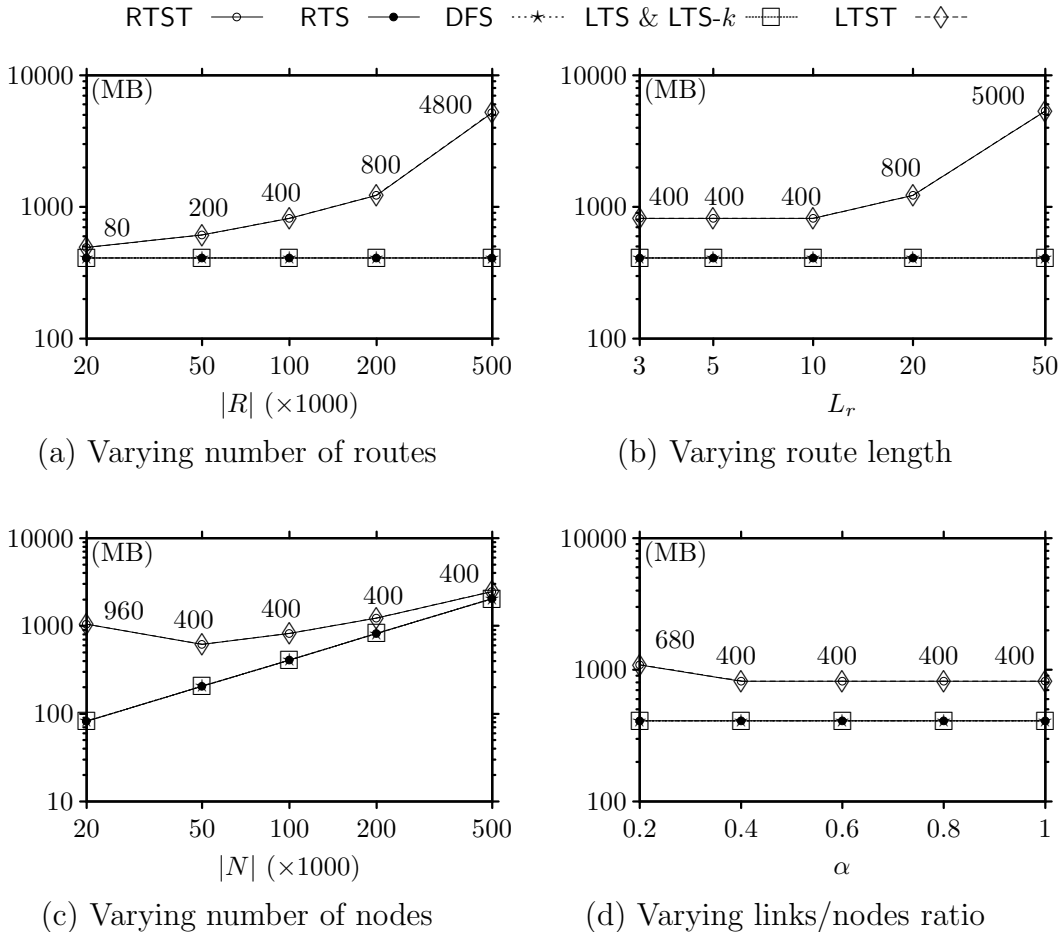 RTST RTS DFS LTS & LTS-k LTST
10000 (MB) 4800
800
400
200
1000 80
100
20 50 100 200 500
|R| (×1000)
(a) Varying number of routes
10000 (MB) 5000
800
1000 400 400 400
100
3 5 10 20 50
L_r
(b) Varying route length
10000 (MB)
960 400 400 400 400
1000
100
10
20 50 100 200 500
|N| (×1000)
(c) Varying number of nodes
10000 (MB)
680 400 400 400 400
1000
100
0.2 0.4 0.6 0.8 1
α
(d) Varying links/nodes ratio